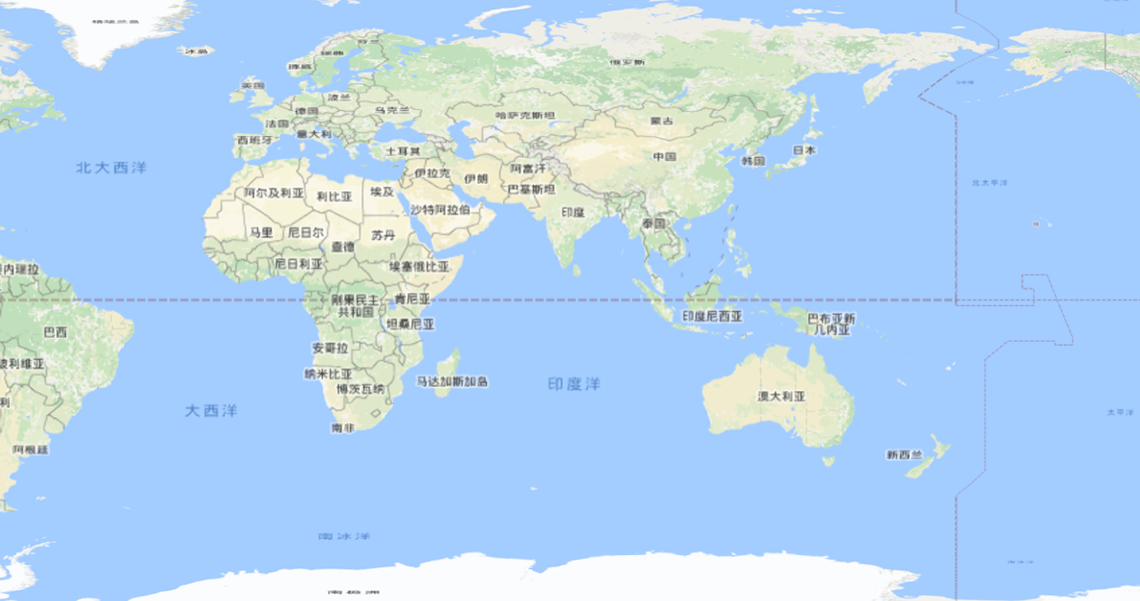 格陵兰岛
冰岛
芬兰
瑞典
挪威
俄罗斯
英国
波兰
德国
乌克兰
法国
哈萨克斯坦
蒙古
西班牙
意大利
土耳其
日本
中国
韩国
北大西洋
伊拉克
伊朗
阿富汗
巴基斯坦
北太平洋
阿尔及利亚
利比亚
埃及
沙特阿拉伯
印度
泰国
马里
尼日尔
苏丹
乍得
尼日利亚
埃塞俄比亚
内瑞拉
刚果民主
共和国
肯尼亚
印度尼西亚
巴布亚新
几内亚
坦桑尼亚
巴西
安哥拉
玻利维亚
纳米比亚
博茨瓦纳
马达加斯加岛
印度洋
澳大利亚
利
大西洋
太平洋
南非
阿根廷
新西兰
南冰洋
南极洲